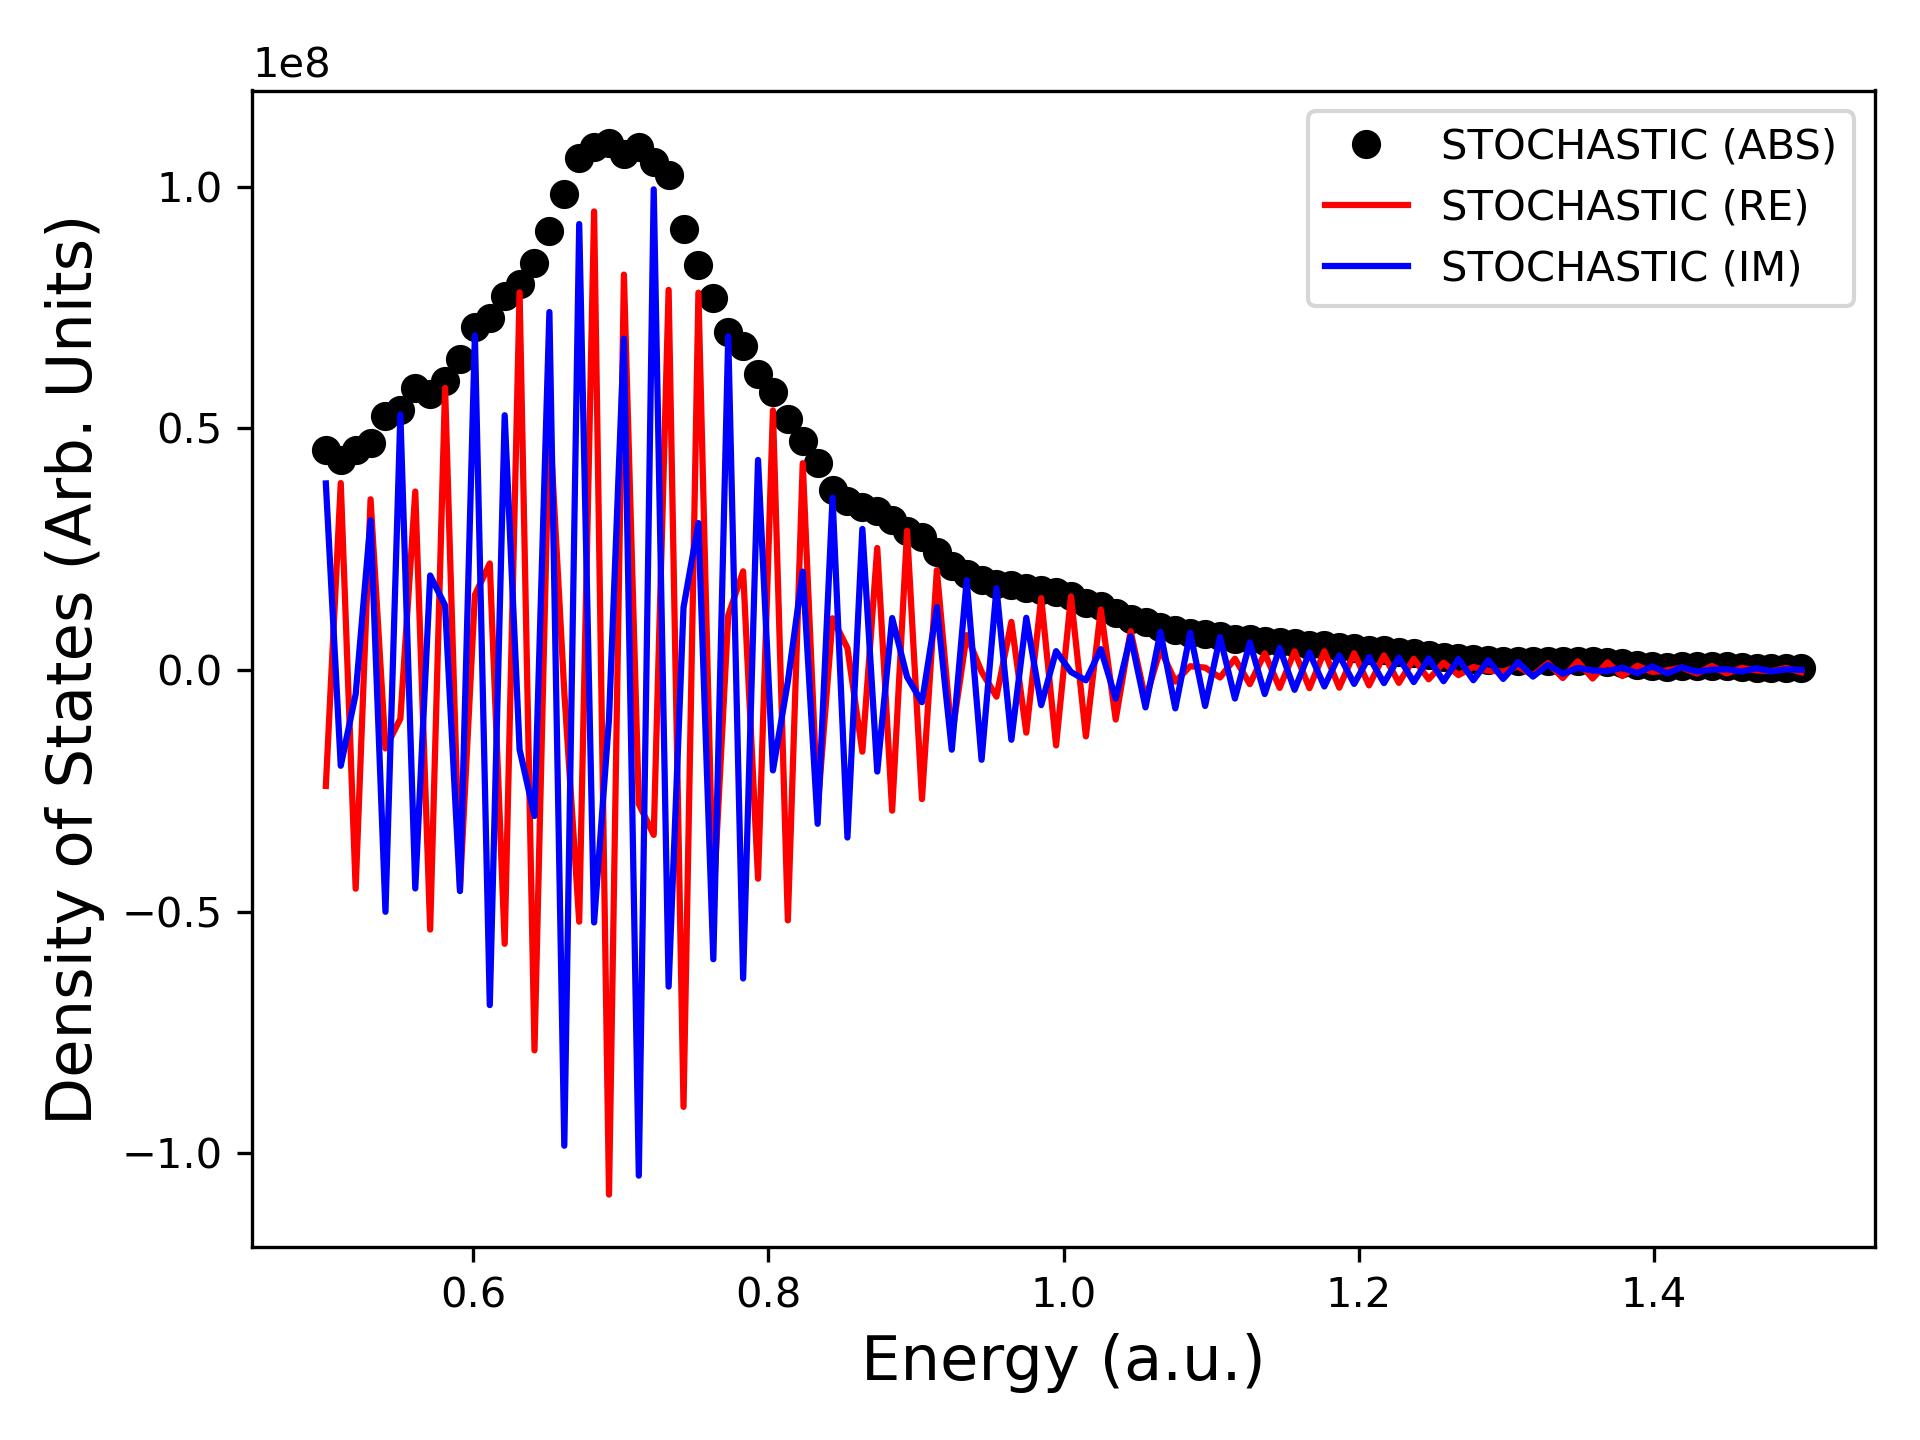 1e8
STOCHASTIC (ABS)
STOCHASTIC (RE)
STOCHASTIC (IM)
Density of States (Arb. Units)
1.0
0.5
0.0
−0.5
−1.0
0.6 0.8 1.0 1.2 1.4
Energy (a.u.)